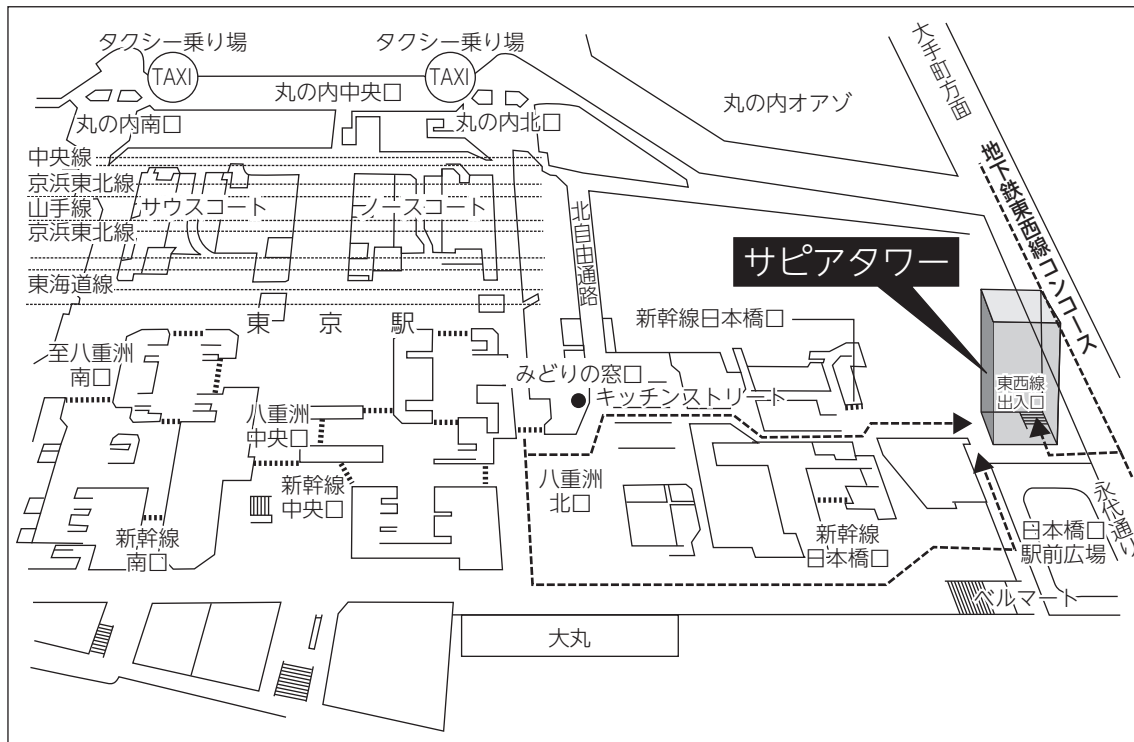 タクシー乗り場
タクシー乗り場
TAXI
TAXI
丸の内中央口
丸の内南口
丸の内北口
丸の内オアゾ
大手町方面
地下鉄東西線コンコース
中央線
京浜東北線
山手線
京浜東北線
東海道線
サウスコート
ノースコート
北自由通路
サピアタワー
東京駅
新幹線日本橋口
至八重洲
南口
みどりの窓口
キッチンストリート
東西線
出入口
八重洲
中央口
新幹線
中央口
八重洲
北口
新幹線
南口
新幹線
日本橋口
日本橋口
駅前広場
永代通り
ベルマート
大丸